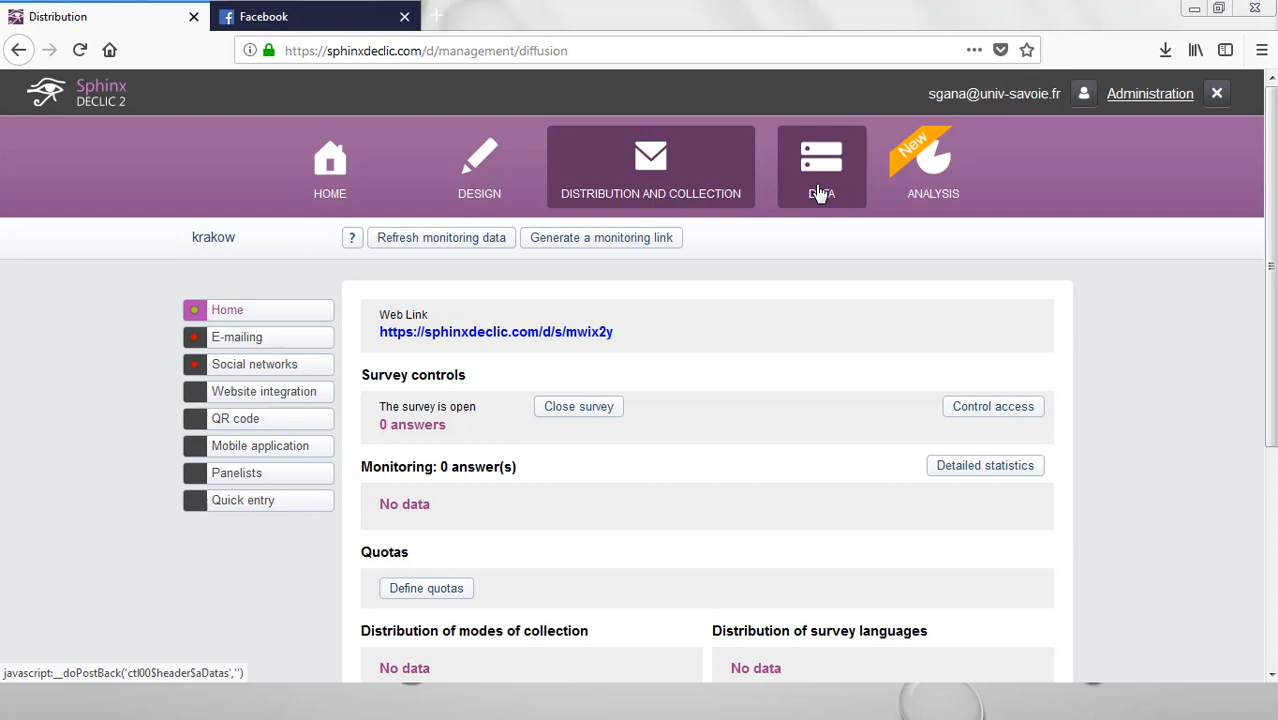 Distribution
Facebook
https://sphinxdeclic.com/d/management/diffusion
Sphinx
DECLIC 2
sgana@univ-savoie.fr
Administration
HOME
DESIGN
DISTRIBUTION AND COLLECTION
DATA
New
ANALYSIS
krakow
?
Refresh monitoring data
Generate a monitoring link
Home
E-mailing
Social networks
Website integration
QR code
Mobile application
Panelists
Quick entry
Web Link
https://sphinxdeclic.com/d/s/mwix2y
Survey controls
The survey is open
Close survey
Control access
0 answers
Monitoring: 0 answer(s)
Detailed statistics
No data
Quotas
Define quotas
Distribution of modes of collection
Distribution of survey languages
No data
No data
javascript:__doPostBack('ctl00$header$aDatas','')